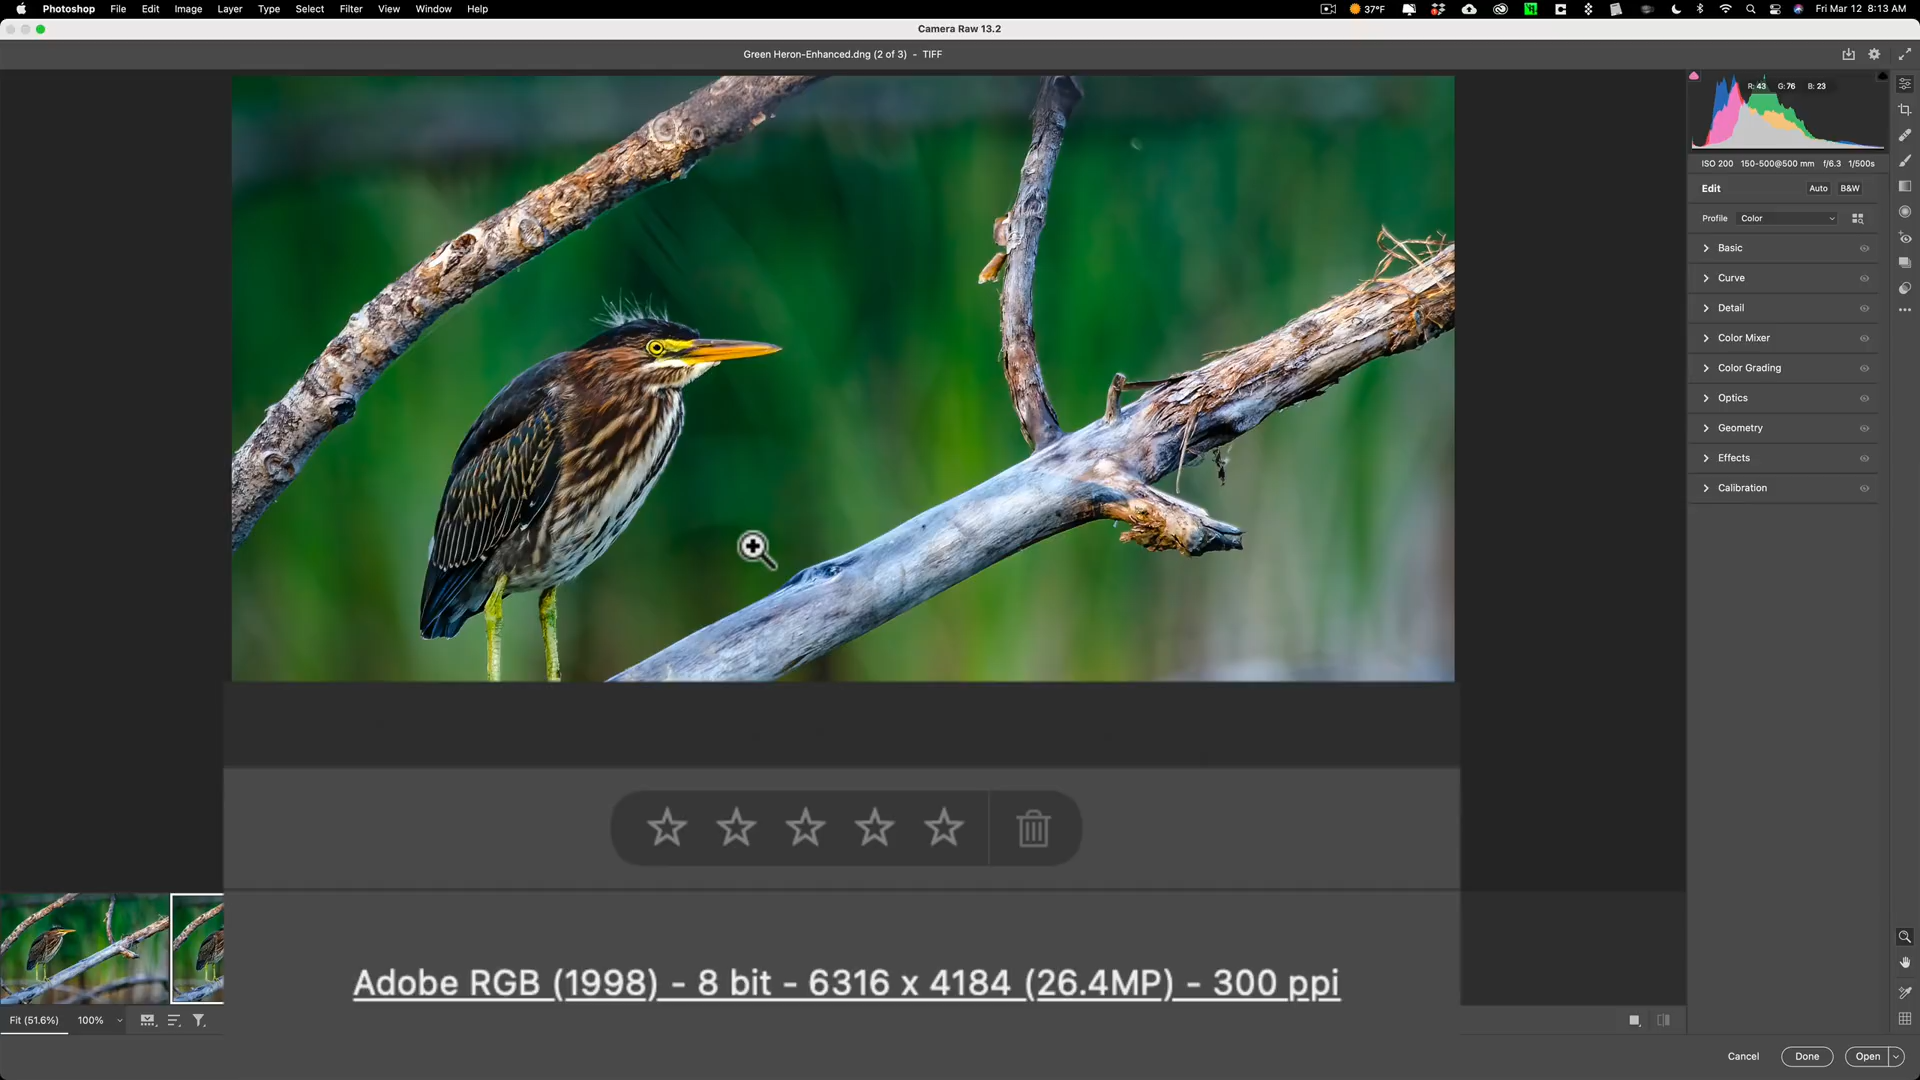 Photoshop File Edit Image Layer Type Select Filter View Window Help 37°F Fri Mar 12 8:13 AM
Camera Raw 13.2
Green Heron-Enhanced.dng (2 of 3) - TIFF
R: 43 G: 76 B: 23
ISO 200 150-500@500 mm f/6.3 1/500s
Edit Auto B&W
Profile Color
Basic
Curve
Detail
Color Mixer
Color Grading
Optics
Geometry
Effects
Calibration
Adobe RGB (1998) - 8 bit - 6316 x 4184 (26.4MP) - 300 ppi
Fit (51.6%) 100%
Cancel Done Open